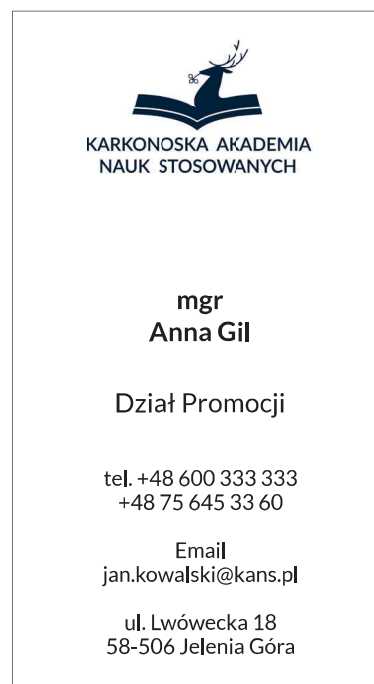 KARKONOSKA AKADEMIA
NAUK STOSOWANYCH
mgr
Anna Gil
Dział Promocji
tel. +48 600 333 333
+48 75 645 33 60
Email
jan.kowalski@kans.pl
ul. Lwówecka 18
58-506 Jelenia Góra